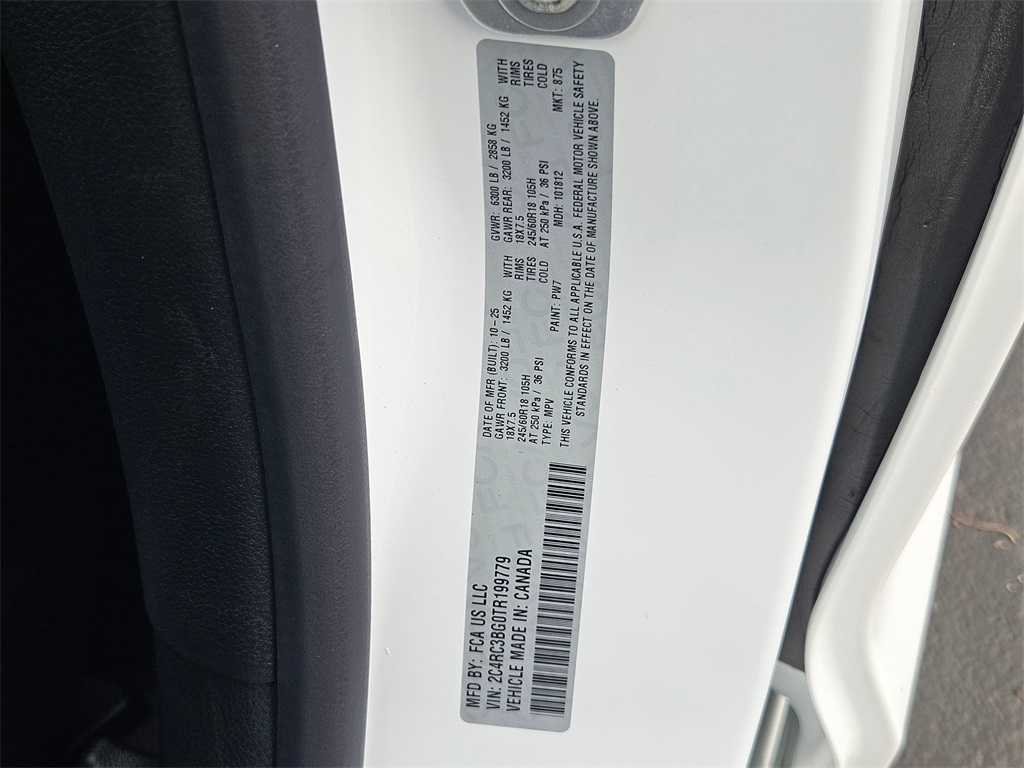 MFD BY: FCA US LLC
VIN: 2C4RC3BG0TR199779
VEHICLE MADE IN: CANADA
DATE OF MFR (BUILT): 10-25
GAWR FRONT: 3200 LB / 1452 KG WITH
18X7.5 RIMS
245/60R18 105H TIRES
AT 250 kPa / 36 PSI COLD
TYPE: MPV PAINT: PW7
GVWR: 6300 LB / 2858 KG
GAWR REAR: 3200 LB / 1452 KG WITH
18X7.5 RIMS
245/60R18 105H TIRES
AT 250 kPa / 36 PSI COLD
MDH: 101812 MKT: 875
THIS VEHICLE CONFORMS TO ALL APPLICABLE U.S.A. FEDERAL MOTOR VEHICLE SAFETY
STANDARDS IN EFFECT ON THE DATE OF MANUFACTURE SHOWN ABOVE.